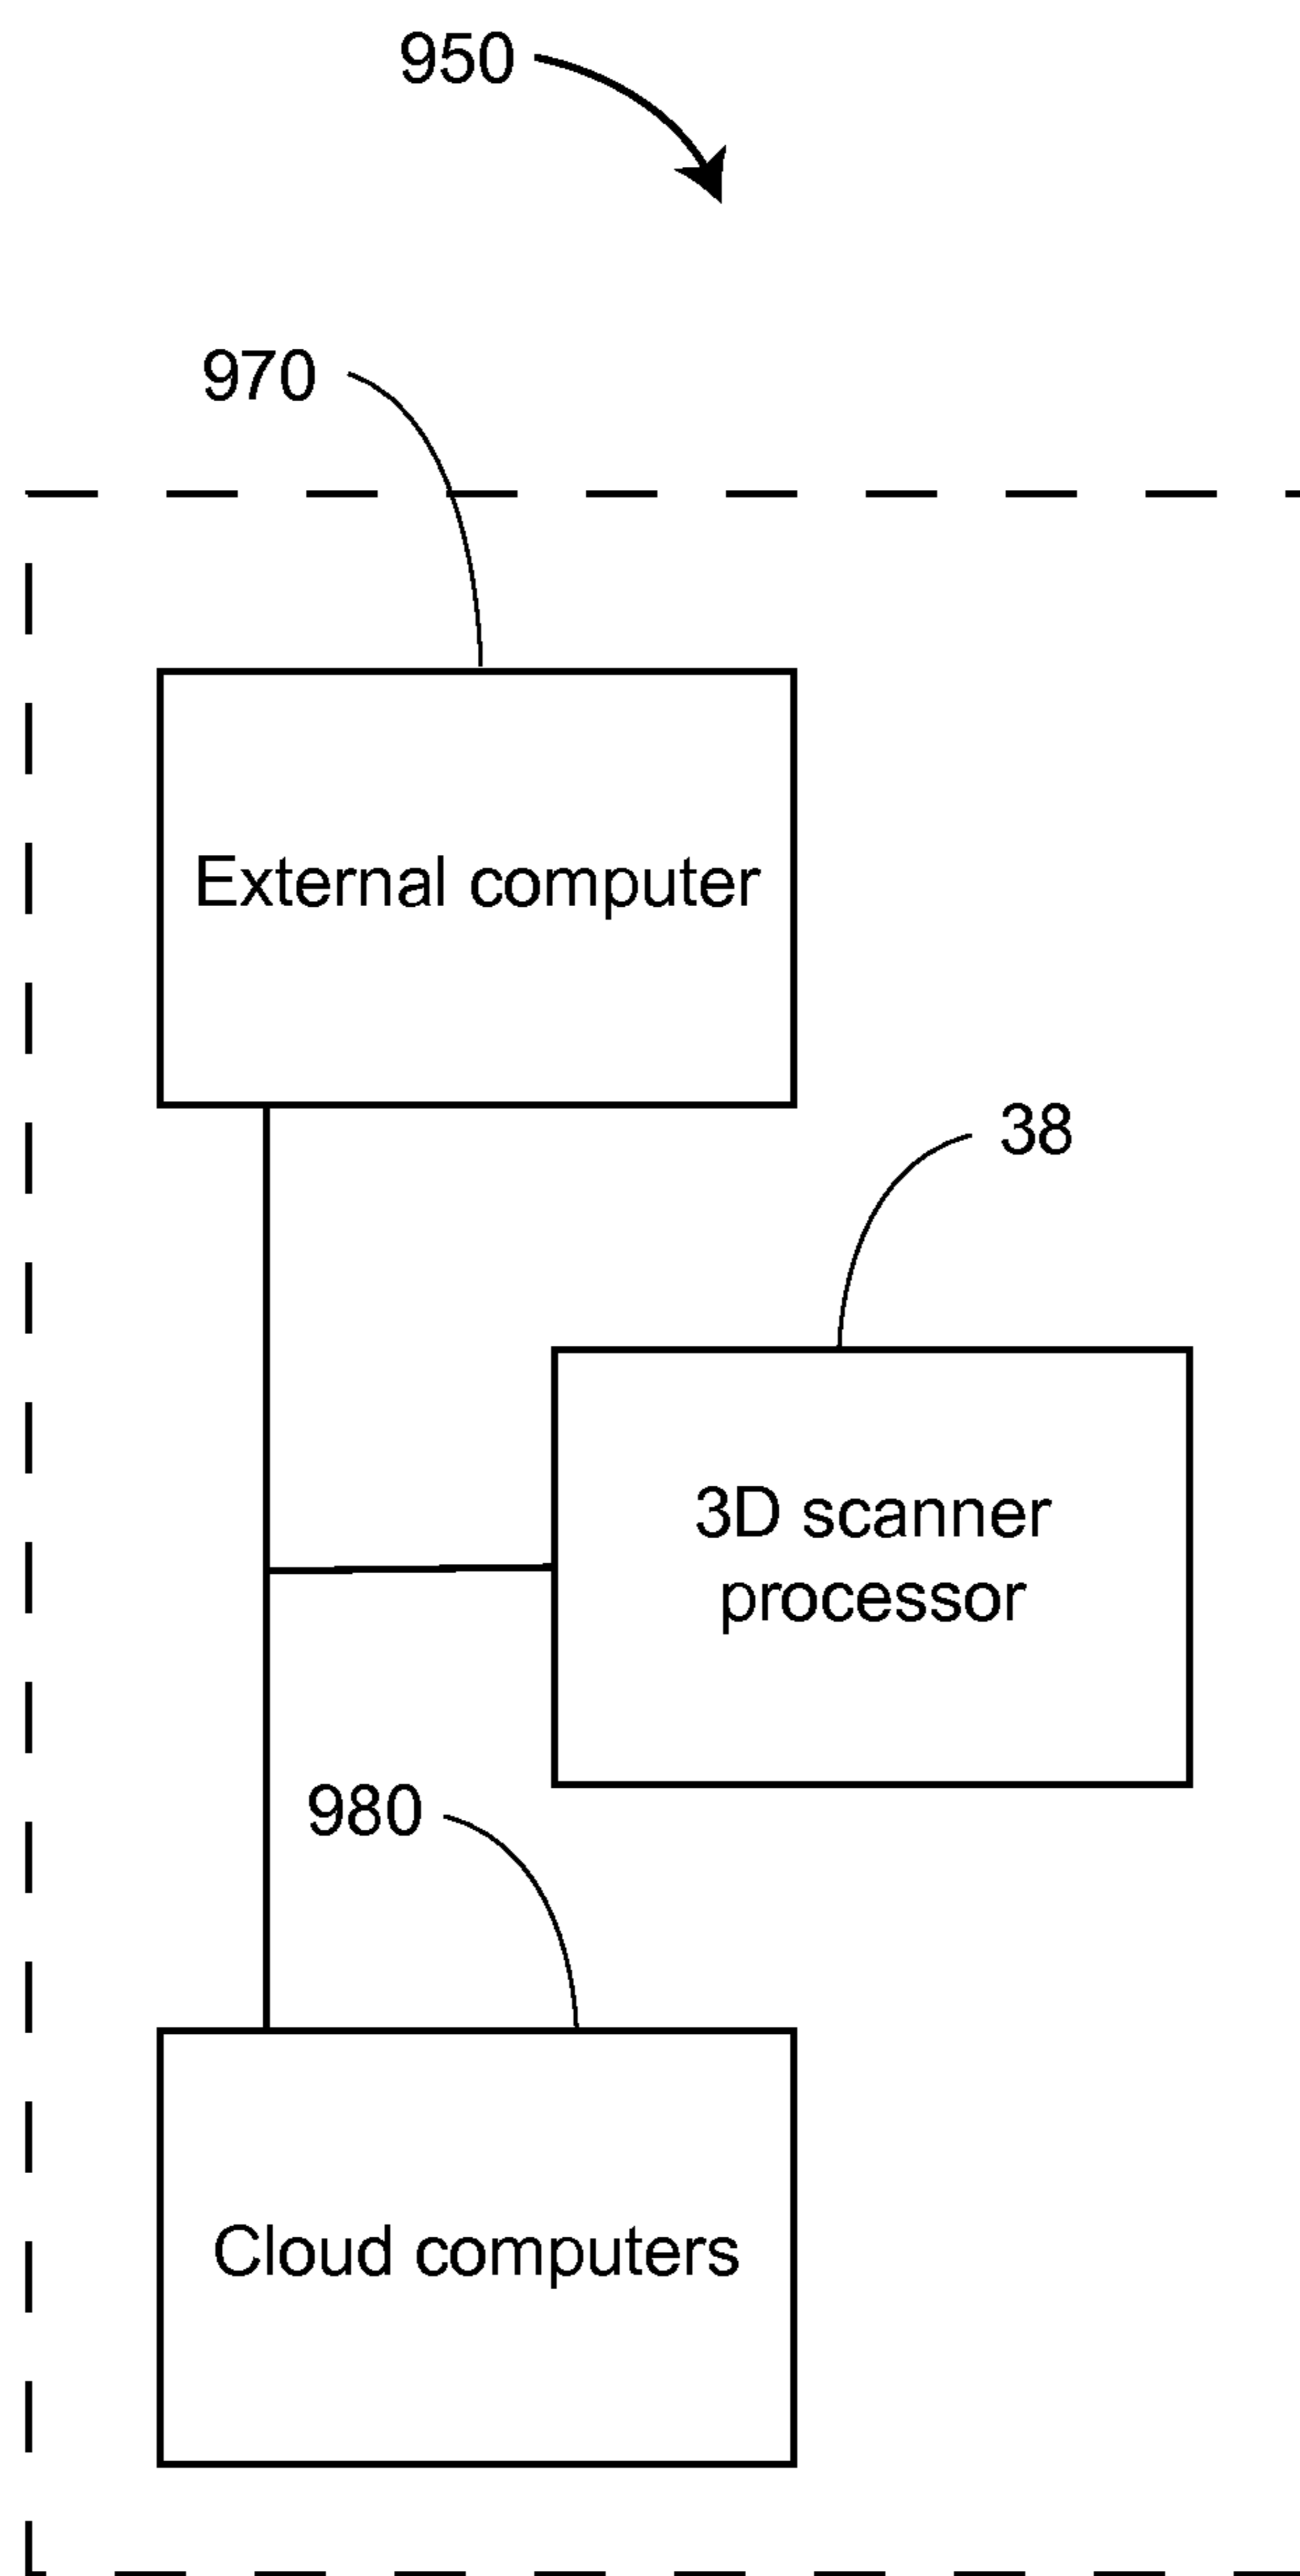 950
970
External computer
38
3D scanner
processor
980
Cloud computers